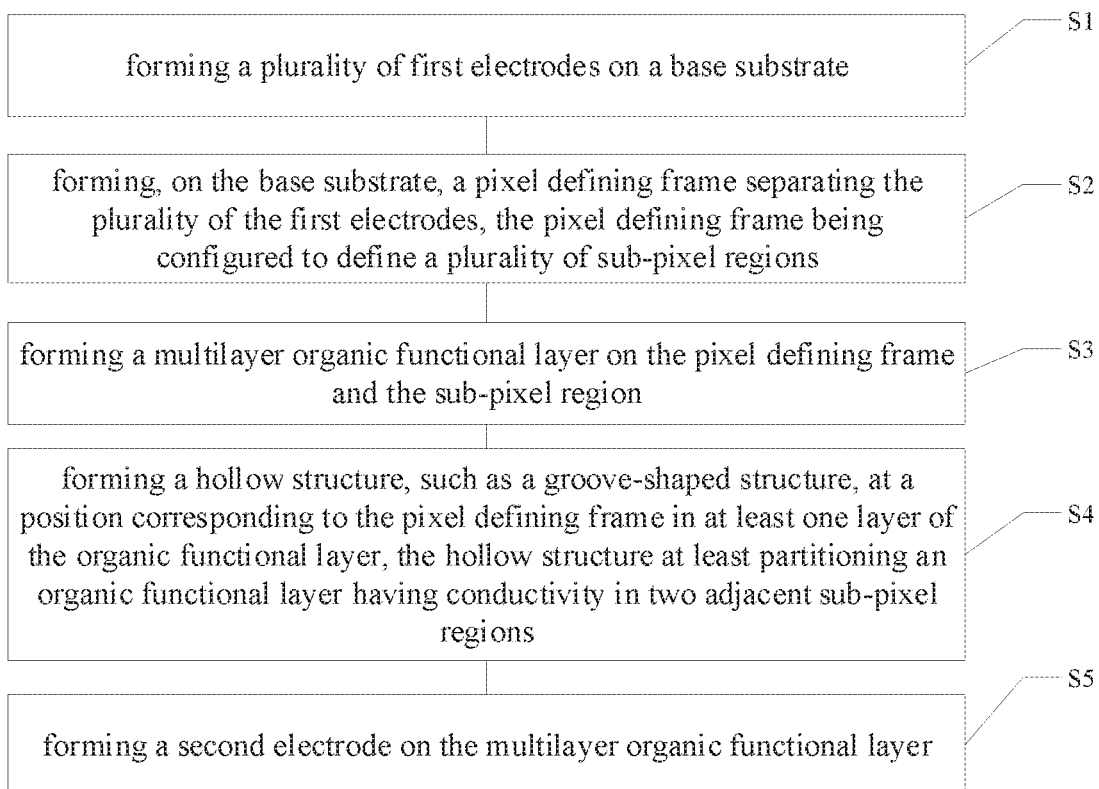 S1
forming a plurality of first electrodes on a base substrate
S2
forming, on the base substrate, a pixel defining frame separating the
plurality of the first electrodes, the pixel defining frame being
configured to define a plurality of sub-pixel regions
S3
forming a multilayer organic functional layer on the pixel defining frame
and the sub-pixel region
S4
forming a hollow structure, such as a groove-shaped structure, at a
position corresponding to the pixel defining frame in at least one layer of
the organic functional layer, the hollow structure at least partitioning an
organic functional layer having conductivity in two adjacent sub-pixel
regions
S5
forming a second electrode on the multilayer organic functional layer